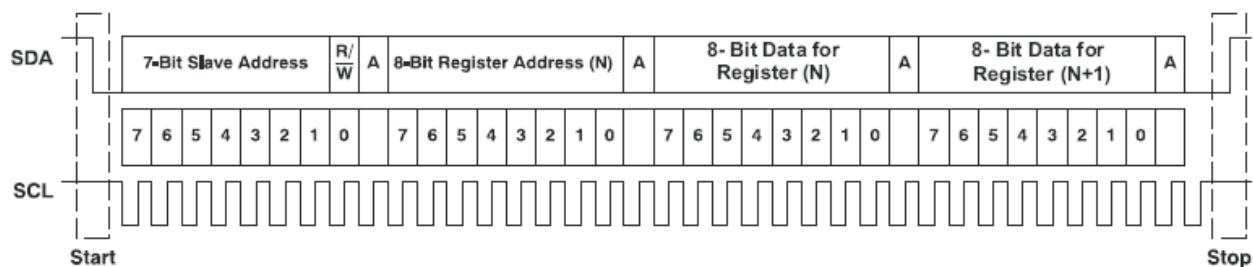 SDA
7-Bit Slave Address
R/
W
A
8-Bit Register Address (N)
A
8- Bit Data for
Register (N)
A
8- Bit Data for
Register (N+1)
A
7 6 5 4 3 2 1 0 7 6 5 4 3 2 1 0 7 6 5 4 3 2 1 0 7 6 5 4 3 2 1 0
SCL
Start
Stop